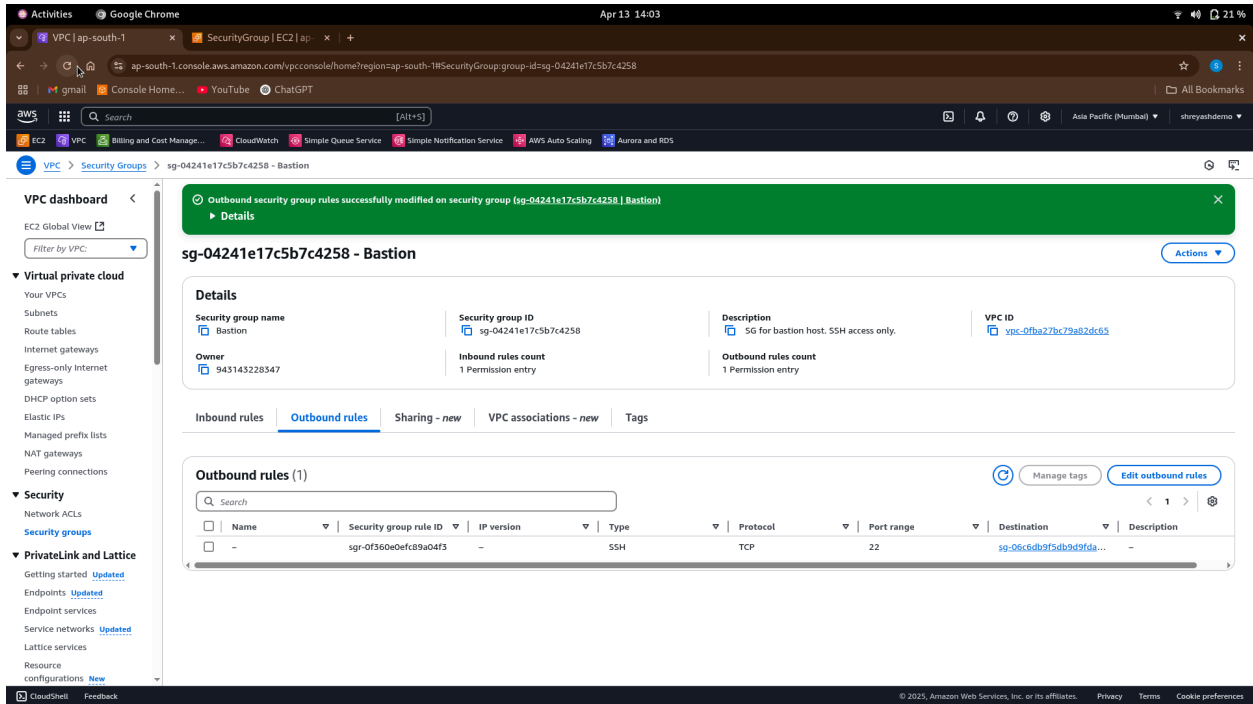 Activities Google Chrome Apr 13 14:03 21 %
VPC | ap-south-1 SecurityGroup | EC2 | ap-
ap-south-1.console.aws.amazon.com/vpcconsole/home?region=ap-south-1#SecurityGroup:group-id=sg-04241e17c5b7c4258 S
gmail Console Home... YouTube ChatGPT All Bookmarks
aws Search [Alt+S] Asia Pacific (Mumbai) shreyashdemo
EC2 VPC Billing and Cost Manage... CloudWatch Simple Queue Service Simple Notification Service AWS Auto Scaling Aurora and RDS
VPC > Security Groups > sg-04241e17c5b7c4258 - Bastion
VPC dashboard
EC2 Global View
Filter by VPC:
Virtual private cloud
Your VPCs
Subnets
Route tables
Internet gateways
Egress-only Internet
gateways
DHCP option sets
Elastic IPs
Managed prefix lists
NAT gateways
Peering connections
Security
Network ACLs
Security groups
PrivateLink and Lattice
Getting started Updated
Endpoints Updated
Endpoint services
Service networks Updated
Lattice services
Resource
configurations New
Outbound security group rules successfully modified on security group (sg-04241e17c5b7c4258 | Bastion)
Details
sg-04241e17c5b7c4258 - Bastion Actions
Details
Security group name Security group ID Description VPC ID
Bastion sg-04241e17c5b7c4258 SG for bastion host. SSH access only. vpc-0fba27bc79a82dc65
Owner Inbound rules count Outbound rules count
943143228347 1 Permission entry 1 Permission entry
Inbound rules Outbound rules Sharing - new VPC associations - new Tags
Outbound rules (1) Manage tags Edit outbound rules
Search 1
Name Security group rule ID IP version Type Protocol Port range Destination Description
– sgr-0f360e0efc89a04f3 – SSH TCP 22 sg-06c6db9f5db9d9fda... –
CloudShell Feedback © 2025, Amazon Web Services, Inc. or its affiliates. Privacy Terms Cookie preferences